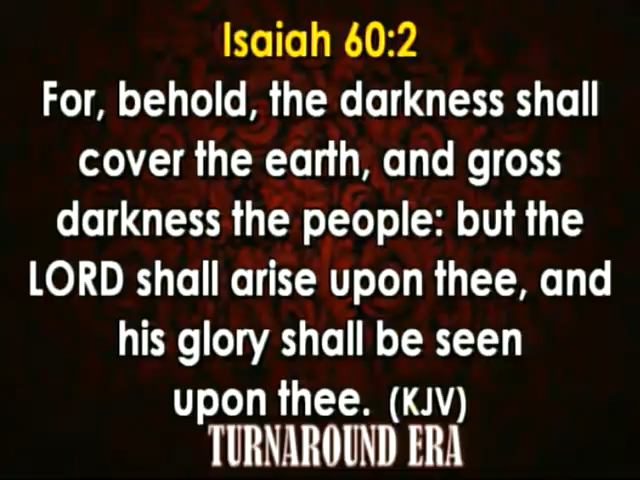 Isaiah 60:2
For, behold, the darkness shall
cover the earth, and gross
darkness the people: but the
LORD shall arise upon thee, and
his glory shall be seen
upon thee. (KJV)
TURNAROUND ERA